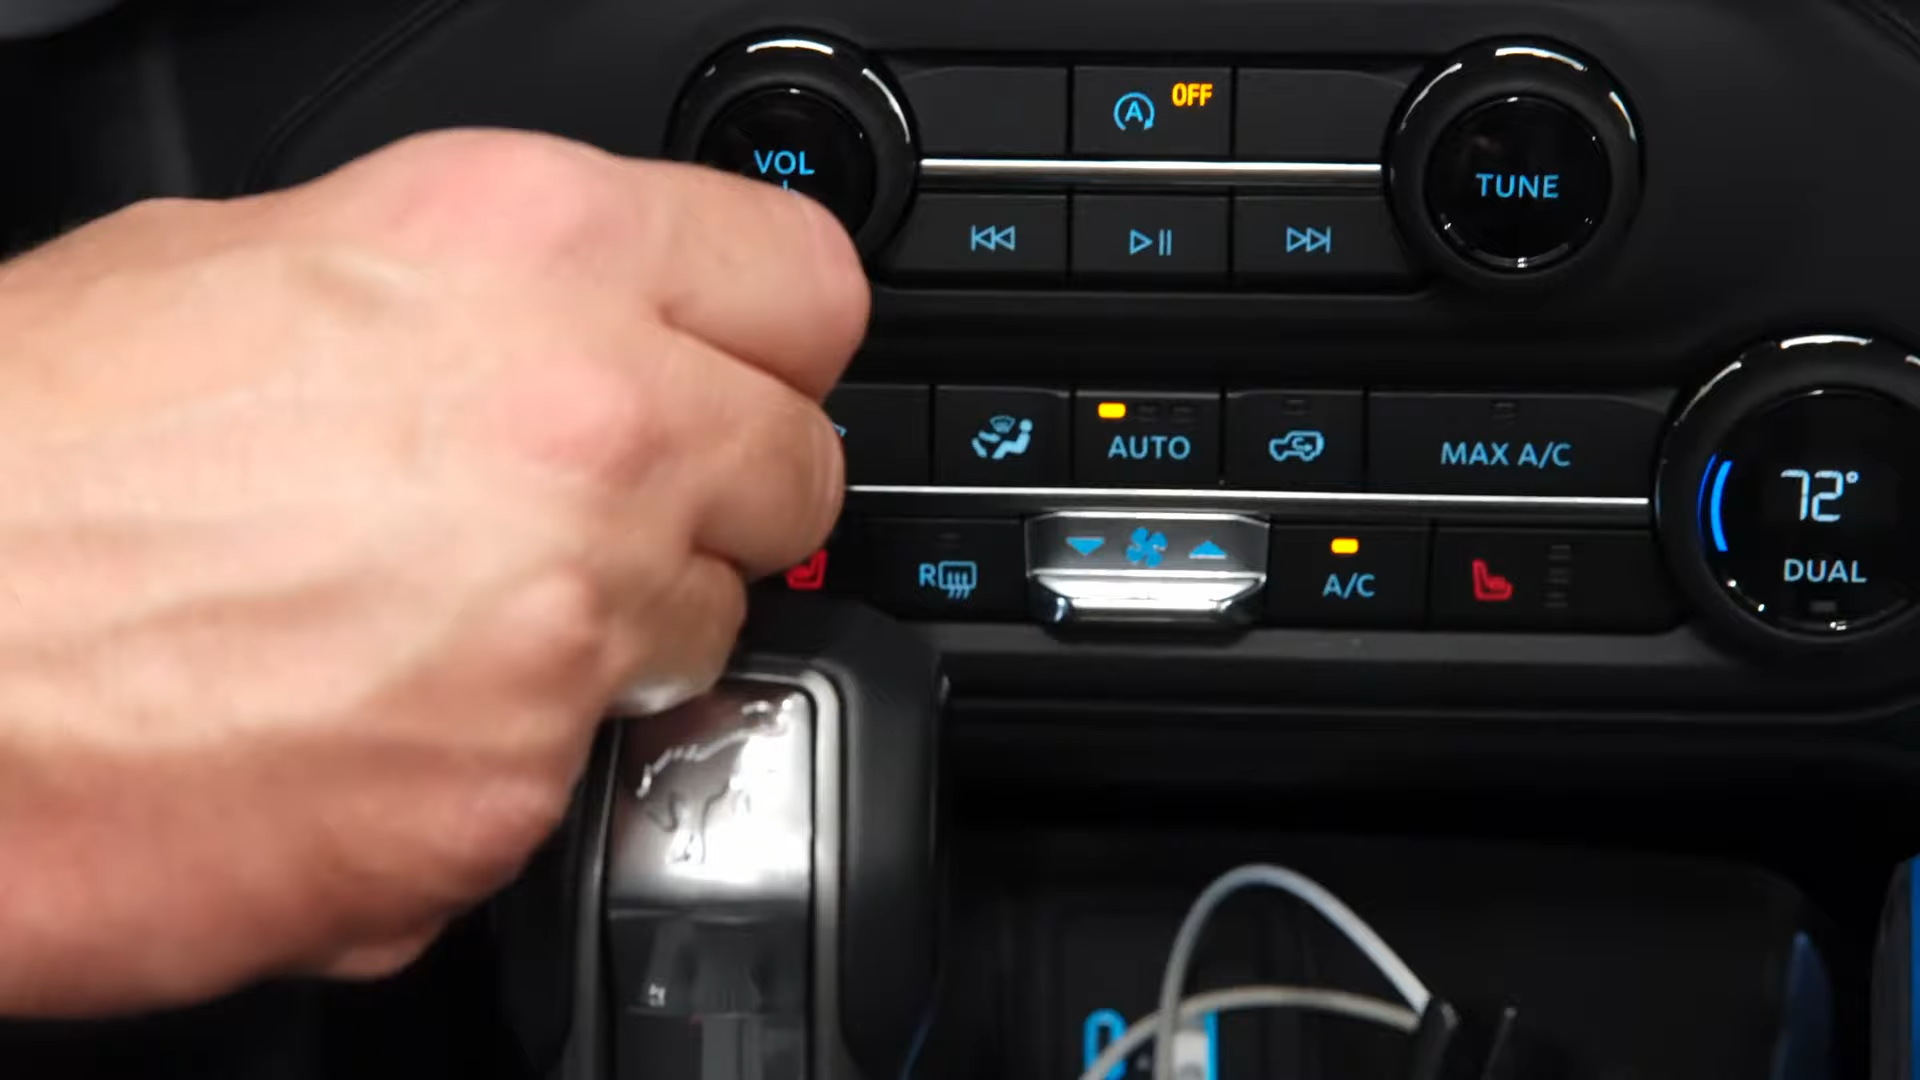 OFF
VOL
TUNE
AUTO
MAX A/C
72°
R
A/C
DUAL